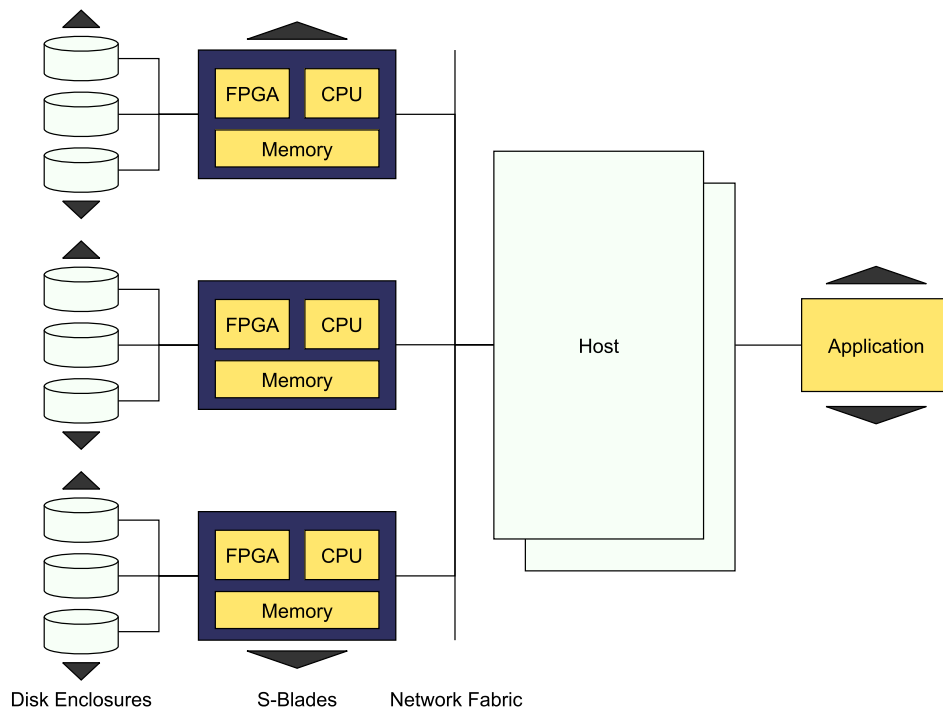 FPGA
CPU
Memory
FPGA
CPU
Memory
Host
Application
FPGA
CPU
Memory
Disk Enclosures
S-Blades
Network Fabric